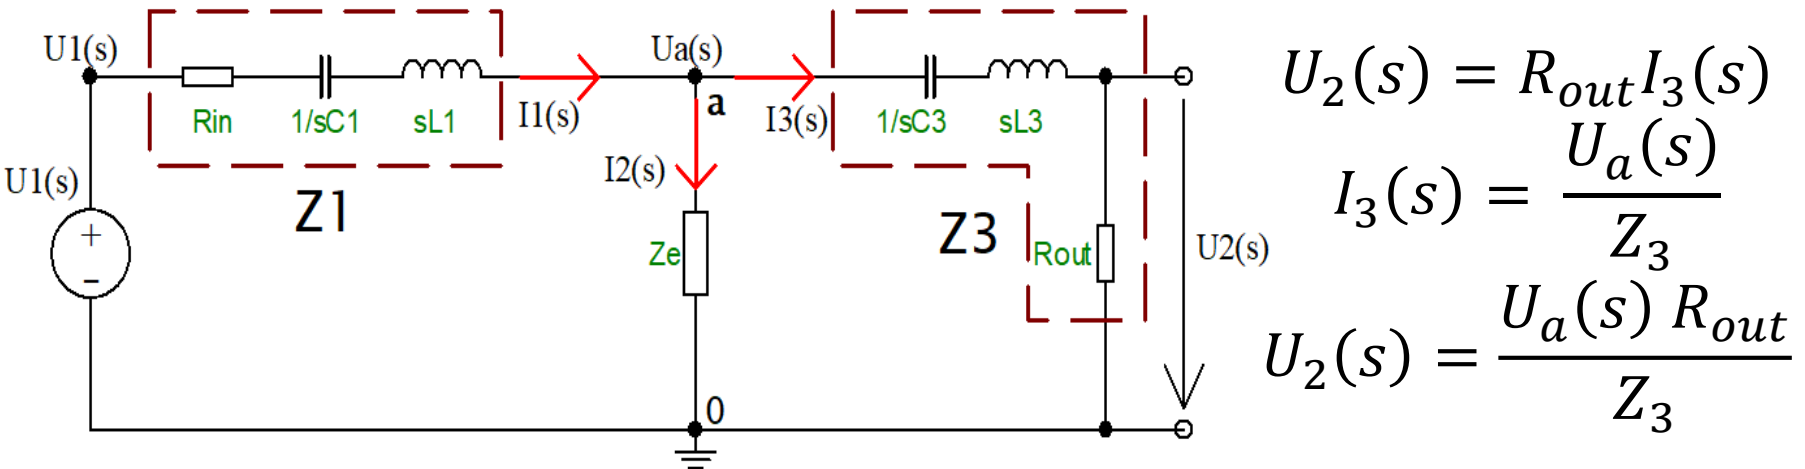 U1(s)
Ua(s)
Rin 1/sC1 sL1
I1(s)
a
I3(s)
1/sC3 sL3
U1(s)
I2(s)
Z1
Z3
+
−
Ze
Rout
U2(s)
0
U₂(s) = RₒᵤₜI₃(s)
I₃(s) = Uₐ(s) / Z₃
U₂(s) = Uₐ(s) Rₒᵤₜ / Z₃